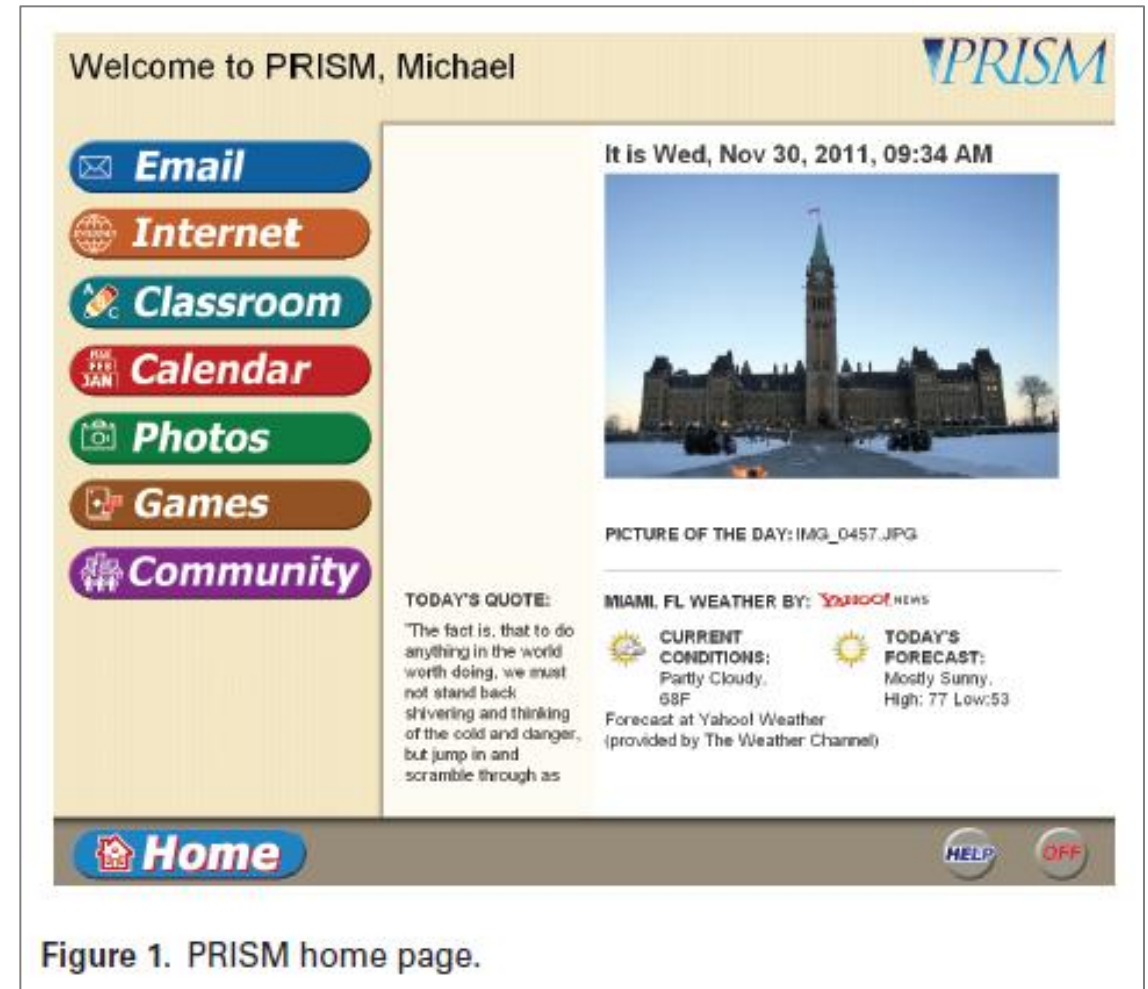 Welcome to PRISM, Michael
PRISM
Email
Internet
Classroom
Calendar
Photos
Games
Community
It is Wed, Nov 30, 2011, 09:34 AM
PICTURE OF THE DAY: IMG_0457.JPG
TODAY'S QUOTE:
"The fact is, that to do
anything in the world
worth doing, we must
not stand back
shivering and thinking
of the cold and danger,
but jump in and
scramble through as
MIAMI, FL WEATHER BY: YAHOO! NEWS
CURRENT
CONDITIONS:
Partly Cloudy,
68F
TODAY'S
FORECAST:
Mostly Sunny.
High: 77 Low:53
Forecast at Yahoo! Weather
(provided by The Weather Channel)
MAR
FEB
JAN
A
C
Home
HELP
OFF
Figure 1. PRISM home page.